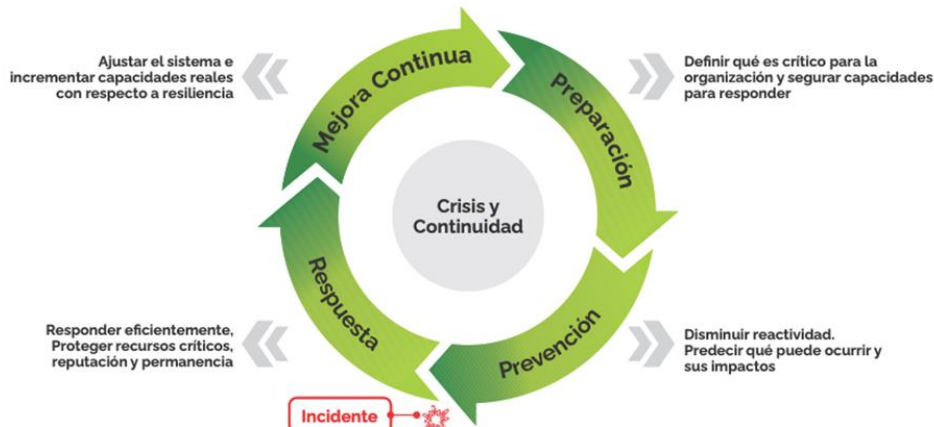 Mejora Continua
Preparación
Ajustar el sistema e
incrementar capacidades reales
con respecto a resiliencia
Definir qué es crítico para la
organización y segurar capacidades
para responder
Crisis y
Continuidad
Respuesta
Prevención
Responder eficientemente,
Proteger recursos críticos,
reputación y permanencia
Disminuir reactividad.
Predecir qué puede ocurrir y
sus impactos
Incidente